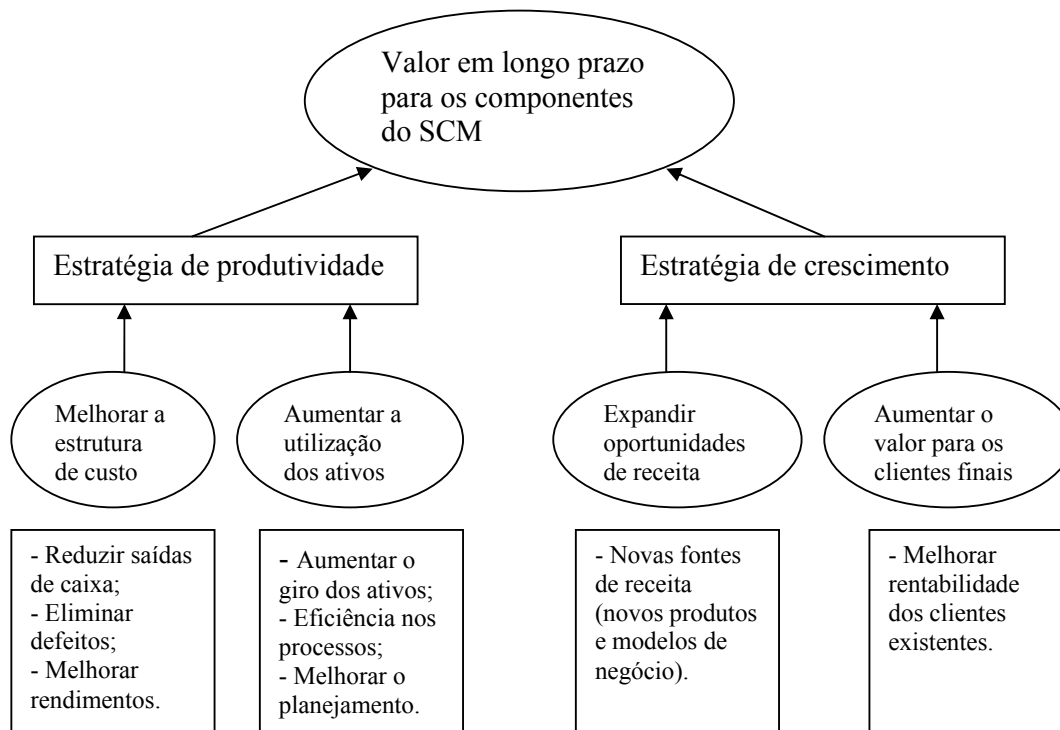 Valor em longo prazo
para os componentes
do SCM
Estratégia de produtividade
Estratégia de crescimento
Melhorar a
estrutura
de custo
Aumentar a
utilização
dos ativos
Expandir
oportunidades
de receita
Aumentar o
valor para os
clientes finais
- Reduzir saídas
de caixa;
- Eliminar
defeitos;
- Melhorar
rendimentos.
- Aumentar o
giro dos ativos;
- Eficiência nos
processos;
- Melhorar o
planejamento.
- Novas fontes
de receita
(novos produtos
e modelos de
negócio).
- Melhorar
rentabilidade
dos clientes
existentes.